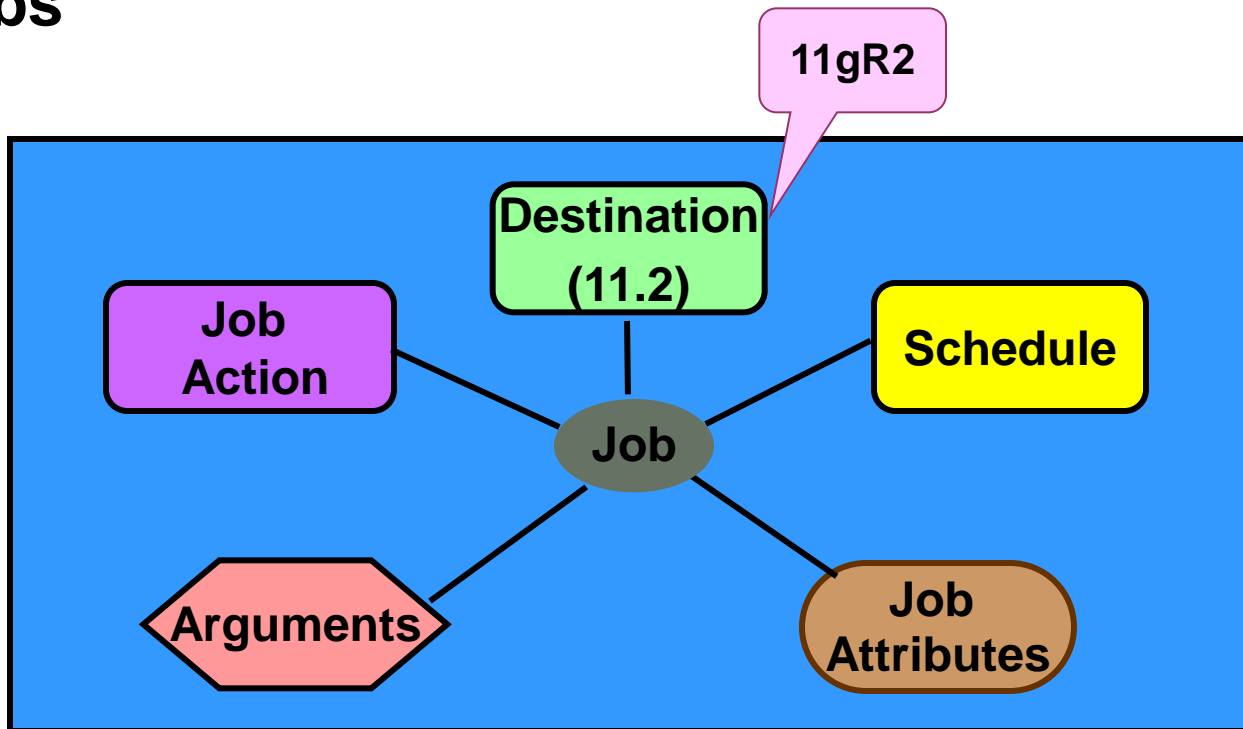 bs
11gR2
Destination
(11.2)
Job
Action
Schedule
Job
Arguments
Job
Attributes